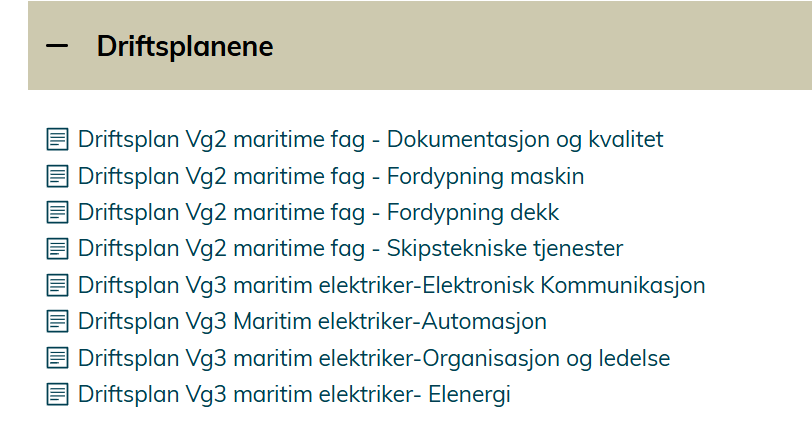 Driftsplanene
Driftsplan Vg2 maritime fag - Dokumentasjon og kvalitet
Driftsplan Vg2 maritime fag - Fordypning maskin
Driftsplan Vg2 maritime fag - Fordypning dekk
Driftsplan Vg2 maritime fag - Skipstekniske tjenester
Driftsplan Vg3 maritim elektriker-Elektronisk Kommunikasjon
Driftsplan Vg3 Maritim elektriker-Automasjon
Driftsplan Vg3 maritim elektriker-Organisasjon og ledelse
Driftsplan Vg3 maritim elektriker- Elenergi